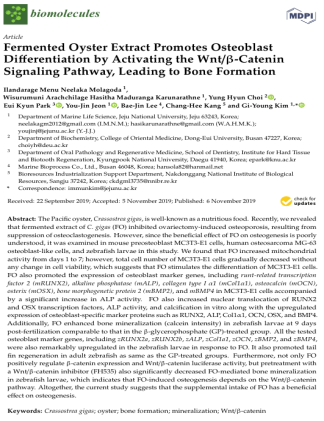 biomolecules
MDPI
Article
Fermented Oyster Extract Promotes Osteoblast
Differentiation by Activating the Wnt/β-Catenin
Signaling Pathway, Leading to Bone Formation
Ilandarage Menu Neelaka Molagoda 1,
Wisurumuni Arachchilage Hasitha Maduranga Karunarathne 1, Yung Hyun Choi 2,
Eui Kyun Park 3, You-Jin Jeon 1, Bae-Jin Lee 4, Chang-Hee Kang 5 and Gi-Young Kim 1,*
1 Department of Marine Life Science, Jeju National University, Jeju 63243, Korea;
neelakagm2012@gmail.com (I.M.N.M.); hasikarunarathne@gmail.com (W.A.H.M.K.);
youjinj@jejunu.ac.kr (Y.-J.J.)
2 Department of Biochemistry, College of Oriental Medicine, Dong-Eui University, Busan 47227, Korea;
choiyh@deu.ac.kr
3 Department of Oral Pathology and Regenerative Medicine, School of Dentistry, Institute for Hard Tissue
and Biotooth Regeneration, Kyungpook National University, Daegu 41940, Korea; epark@knu.ac.kr
4 Marine Bioprocess Co., Ltd., Busan 46048, Korea; hansola82@hanmail.net
5 Bioresources Industrialization Support Department, Nakdonggang National Institute of Biological
Resources, Sangju 37242, Korea; ckdgml3735@nnibr.re.kr
* Correspondence: immunkim@jejunu.ac.kr
Received: 22 September 2019; Accepted: 5 November 2019; Published: 6 November 2019
check for
updates
Abstract: The Pacific oyster, Crassostrea gigas, is well-known as a nutritious food. Recently, we revealed
that fermented extract of C. gigas (FO) inhibited ovariectomy-induced osteoporosis, resulting from
suppression of osteoclastogenesis. However, since the beneficial effect of FO on osteogenesis is poorly
understood, it was examined in mouse preosteoblast MC3T3-E1 cells, human osteosarcoma MG-63
osteoblast-like cells, and zebrafish larvae in this study. We found that FO increased mitochondrial
activity from days 1 to 7; however, total cell number of MC3T3-E1 cells gradually decreased without
any change in cell viability, which suggests that FO stimulates the differentiation of MC3T3-E1 cells.
FO also promoted the expression of osteoblast marker genes, including runt-related transcription
factor 2 (mRUNX2), alkaline phosphatase (mALP), collagen type I α1 (mCol1α1), osteocalcin (mOCN),
osterix (mOSX), bone morphogenetic protein 2 (mBMP2), and mBMP4 in MC3T3-E1 cells accompanied
by a significant increase in ALP activity. FO also increased nuclear translocation of RUNX2
and OSX transcription factors, ALP activity, and calcification in vitro along with the upregulated
expression of osteoblast-specific marker proteins such as RUNX2, ALP, Col1α1, OCN, OSX, and BMP4.
Additionally, FO enhanced bone mineralization (calcein intensity) in zebrafish larvae at 9 days
post-fertilization comparable to that in the β-glycerophosphate (GP)-treated group. All the tested
osteoblast marker genes, including zRUNX2a, zRUNX2b, zALP, zCol1a1, zOCN, zBMP2, and zBMP4,
were also remarkably upregulated in the zebrafish larvae in response to FO. It also promoted tail
fin regeneration in adult zebrafish as same as the GP-treated groups. Furthermore, not only FO
positively regulate β-catenin expression and Wnt/β-catenin luciferase activity, but pretreatment with
a Wnt/β-catenin inhibitor (FH535) also significantly decreased FO-mediated bone mineralization
in zebrafish larvae, which indicates that FO-induced osteogenesis depends on the Wnt/β-catenin
pathway. Altogether, the current study suggests that the supplemental intake of FO has a beneficial
effect on osteogenesis.
Keywords: Crassostrea gigas; oyster; bone formation; mineralization; Wnt/β-catenin